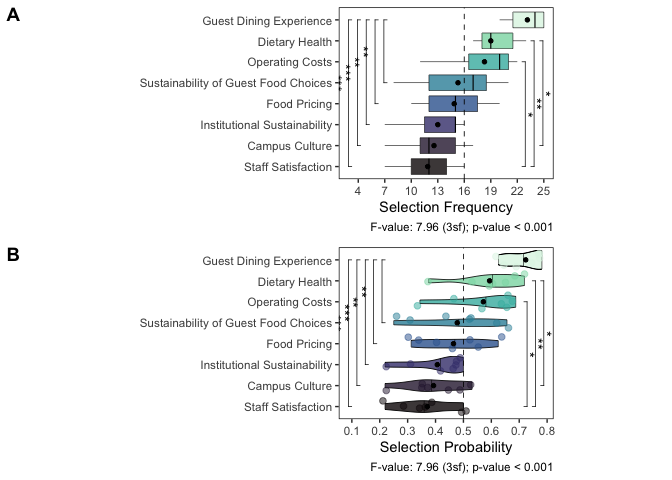 A
Guest Dining Experience
Dietary Health
Operating Costs
Sustainability of Guest Food Choices
Food Pricing
Institutional Sustainability
Campus Culture
Staff Satisfaction
4 7 10 13 16 19 22 25
Selection Frequency
F-value: 7.96 (3sf); p-value < 0.001
B
Guest Dining Experience
Dietary Health
Operating Costs
Sustainability of Guest Food Choices
Food Pricing
Institutional Sustainability
Campus Culture
Staff Satisfaction
0.1 0.2 0.3 0.4 0.5 0.6 0.7 0.8
Selection Probability
F-value: 7.96 (3sf); p-value < 0.001